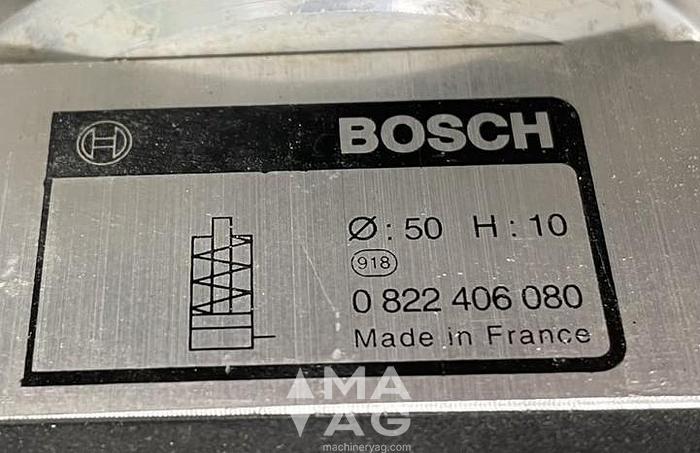 BOSCH
Ø : 50 H : 10
918
0 822 406 080
Made in France
MA
AG
machineryag.com